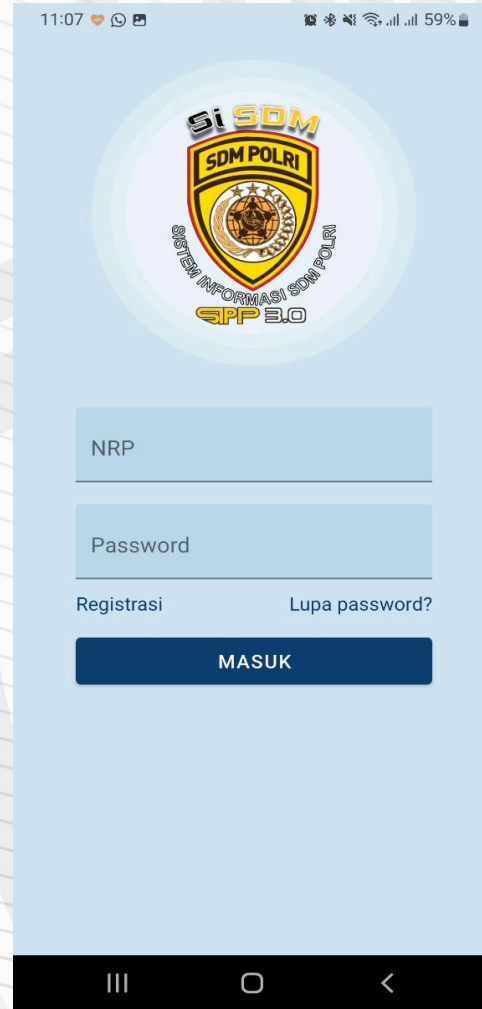 11:07
59%
Si SDM
SDM POLRI
SISTEM INFORMASI SDM POLRI
SIPP 3.0
NRP
Password
Registrasi
Lupa password?
MASUK